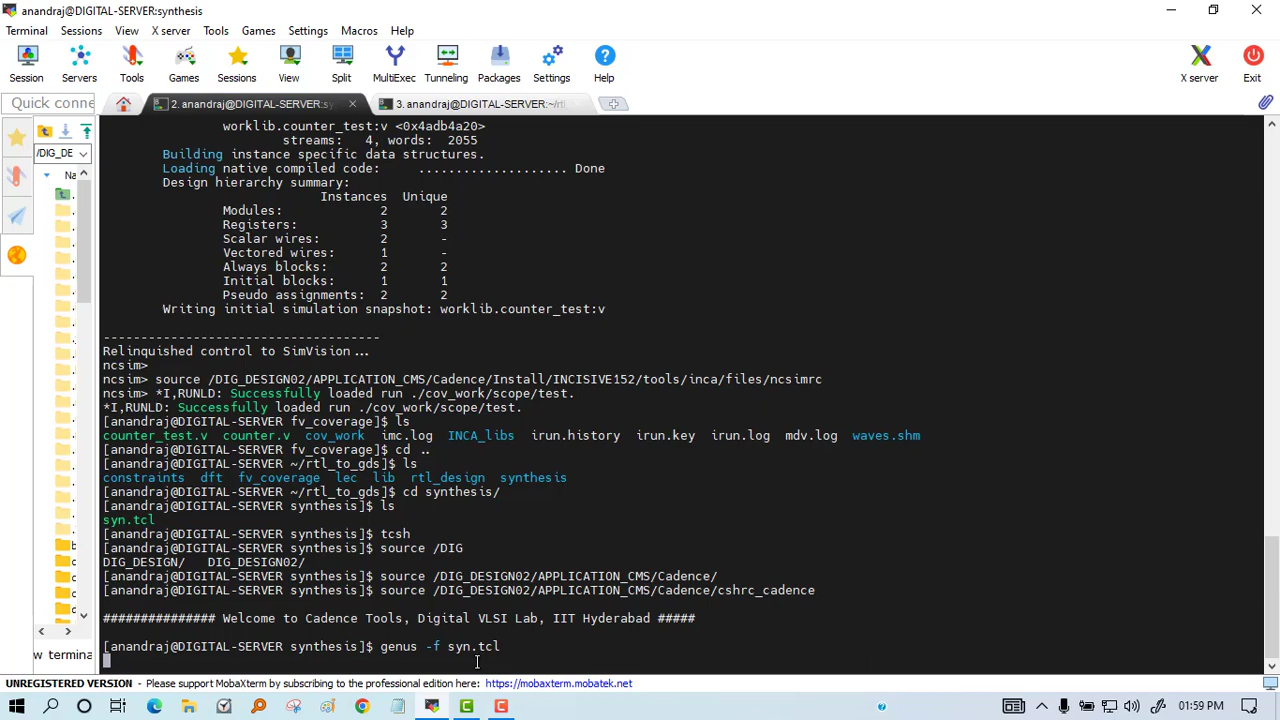 anandraj@DIGITAL-SERVER:synthesis
Terminal Sessions View X server Tools Games Settings Macros Help
Session Servers Tools Games Sessions View Split MultiExec Tunneling Packages Settings Help X server Exit
Quick conne
2. anandraj@DIGITAL-SERVER:sy
3. anandraj@DIGITAL-SERVER:~/rtl_
/DIG_DE
Na
worklib.counter_test:v <0x4adb4a20>
streams: 4, words: 2055
Building instance specific data structures.
Loading native compiled code: .................... Done
Design hierarchy summary:
Instances Unique
Modules: 2 2
Registers: 3 3
Scalar wires: 2 -
Vectored wires: 1 -
Always blocks: 2 2
Initial blocks: 1 1
Pseudo assignments: 2 2
Writing initial simulation snapshot: worklib.counter_test:v
-------------------------------------
Relinquished control to SimVision...
ncsim>
ncsim> source /DIG_DESIGN02/APPLICATION_CMS/Cadence/Install/INCISIVE152/tools/inca/files/ncsimrc
ncsim> *I,RUNLD: Successfully loaded run ./cov_work/scope/test.
*I,RUNLD: Successfully loaded run ./cov_work/scope/test.
[anandraj@DIGITAL-SERVER fv_coverage]$ ls
counter_test.v counter.v cov_work imc.log INCA_libs irun.history irun.key irun.log mdv.log waves.shm
[anandraj@DIGITAL-SERVER fv_coverage]$ cd ..
[anandraj@DIGITAL-SERVER ~/rtl_to_gds]$ ls
constraints dft fv_coverage lec lib rtl_design synthesis
[anandraj@DIGITAL-SERVER ~/rtl_to_gds]$ cd synthesis/
[anandraj@DIGITAL-SERVER synthesis]$ ls
syn.tcl
[anandraj@DIGITAL-SERVER synthesis]$ tcsh
[anandraj@DIGITAL-SERVER synthesis]$ source /DIG
DIG_DESIGN/ DIG_DESIGN02/
[anandraj@DIGITAL-SERVER synthesis]$ source /DIG_DESIGN02/APPLICATION_CMS/Cadence/
[anandraj@DIGITAL-SERVER synthesis]$ source /DIG_DESIGN02/APPLICATION_CMS/Cadence/cshrc_cadence
############### Welcome to Cadence Tools, Digital VLSI Lab, IIT Hyderabad #####
[anandraj@DIGITAL-SERVER synthesis]$ genus -f syn.tcl
w termina
UNREGISTERED VERSION - Please support MobaXterm by subscribing to the professional edition here: https://mobaxterm.mobatek.net
01:59 PM